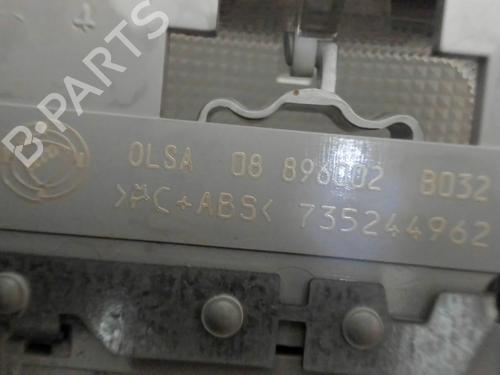 B·PARTS
OLSA 08 896002 B032
>PC+ABS< 735244962